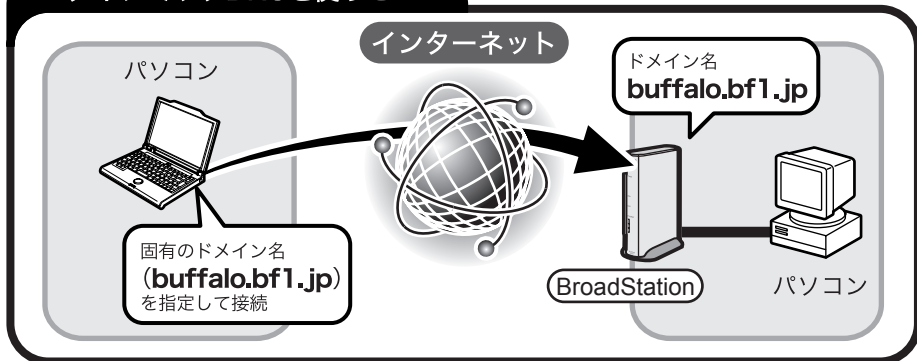 インターネット
パソコン
固有のドメイン名
（buffalo.bf1.jp）
を指定して接続
ドメイン名
buffalo.bf1.jp
BroadStation
パソコン